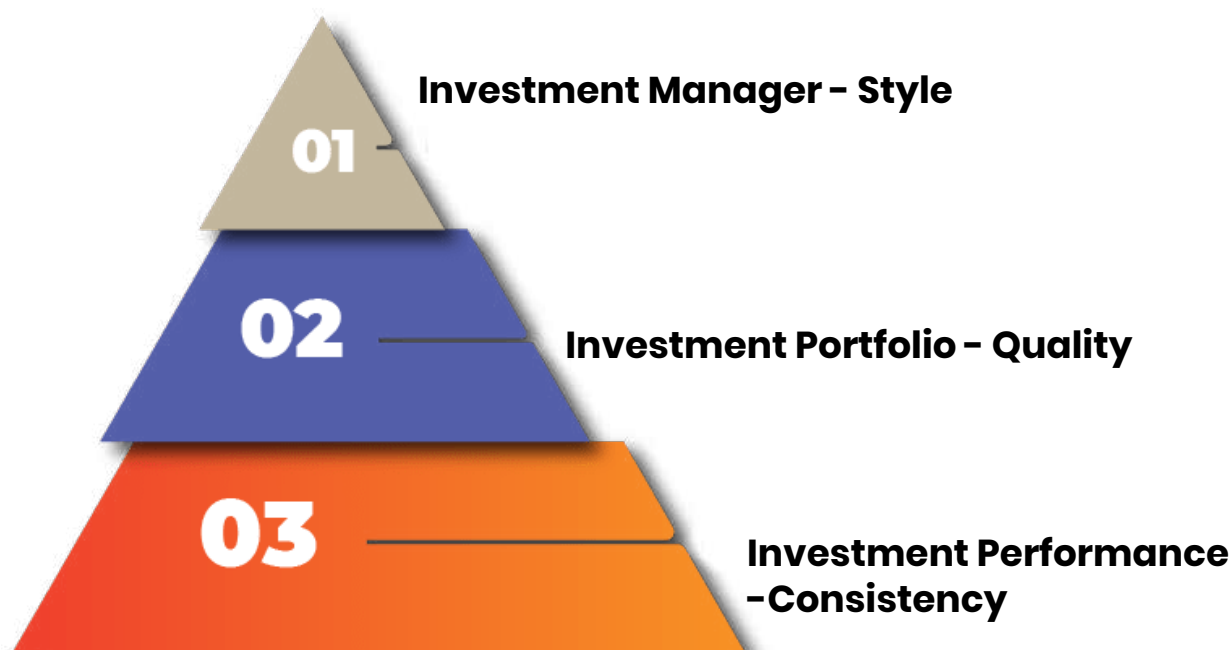 Investment Manager - Style
01
02
Investment Portfolio - Quality
03
Investment Performance
-Consistency